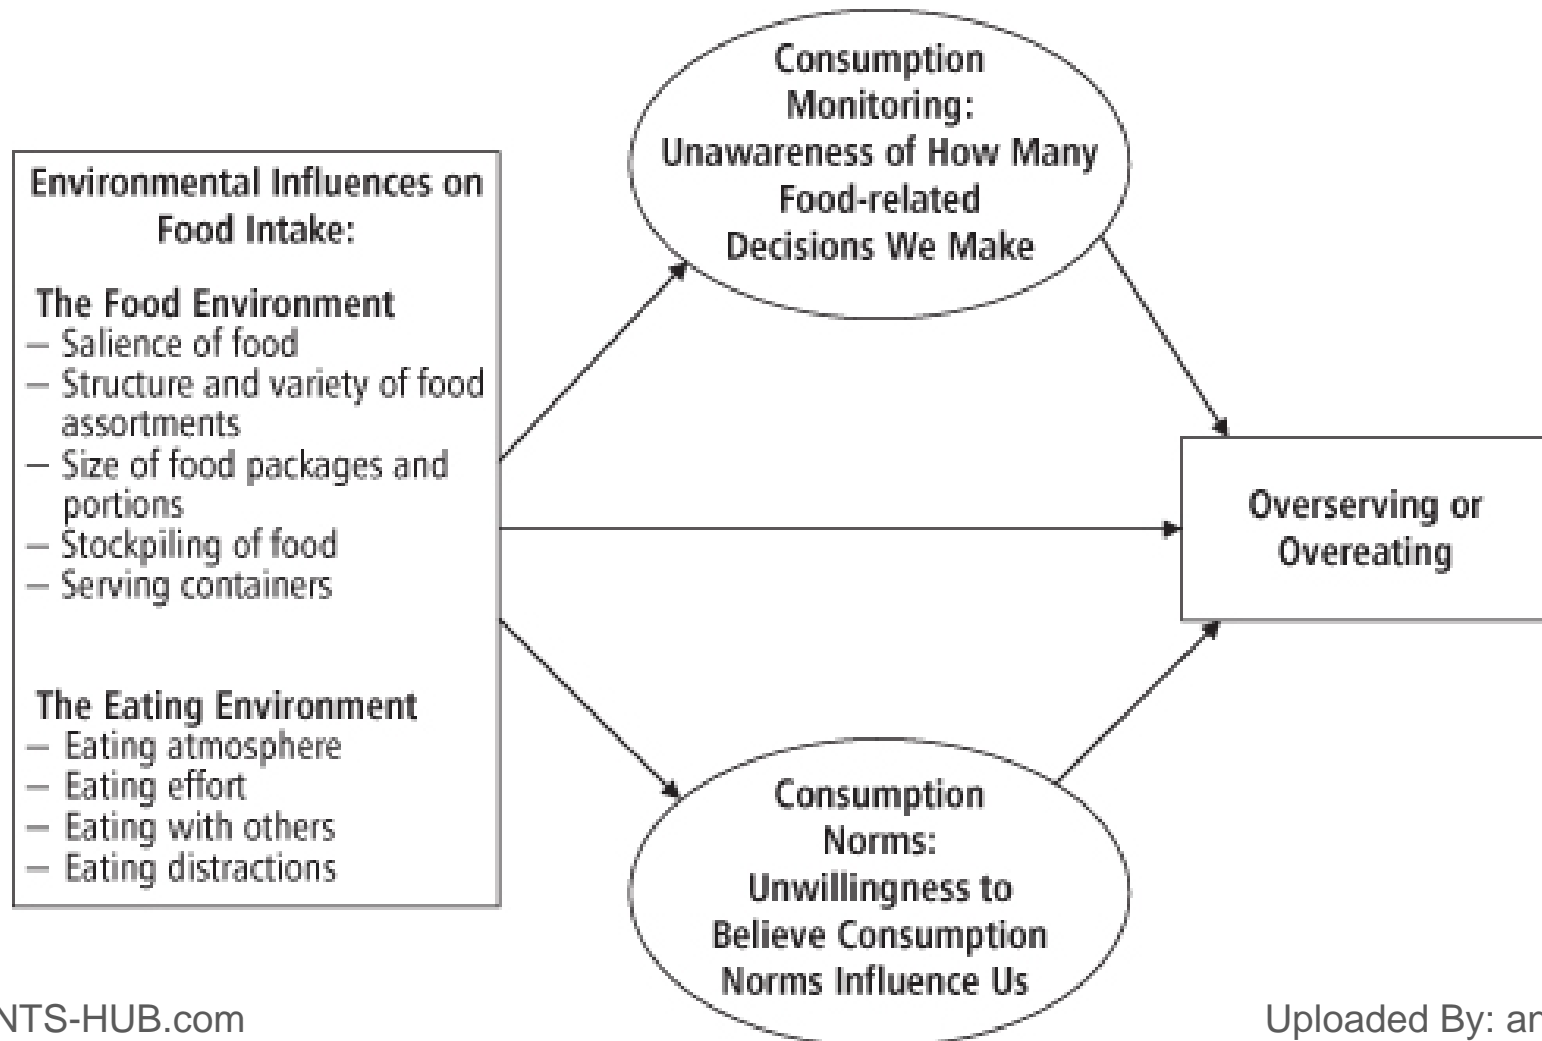 Environmental Influences on
Food Intake:
The Food Environment
– Salience of food
– Structure and variety of food
assortments
– Size of food packages and
portions
– Stockpiling of food
– Serving containers
The Eating Environment
– Eating atmosphere
– Eating effort
– Eating with others
– Eating distractions
Consumption
Monitoring:
Unawareness of How Many
Food-related
Decisions We Make
Consumption
Norms:
Unwillingness to
Believe Consumption
Norms Influence Us
Overserving or
Overeating
NTS-HUB.com
Uploaded By: an